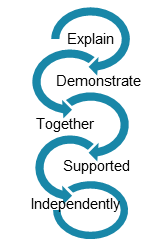 Explain
Demonstrate
Together
Supported
Independently